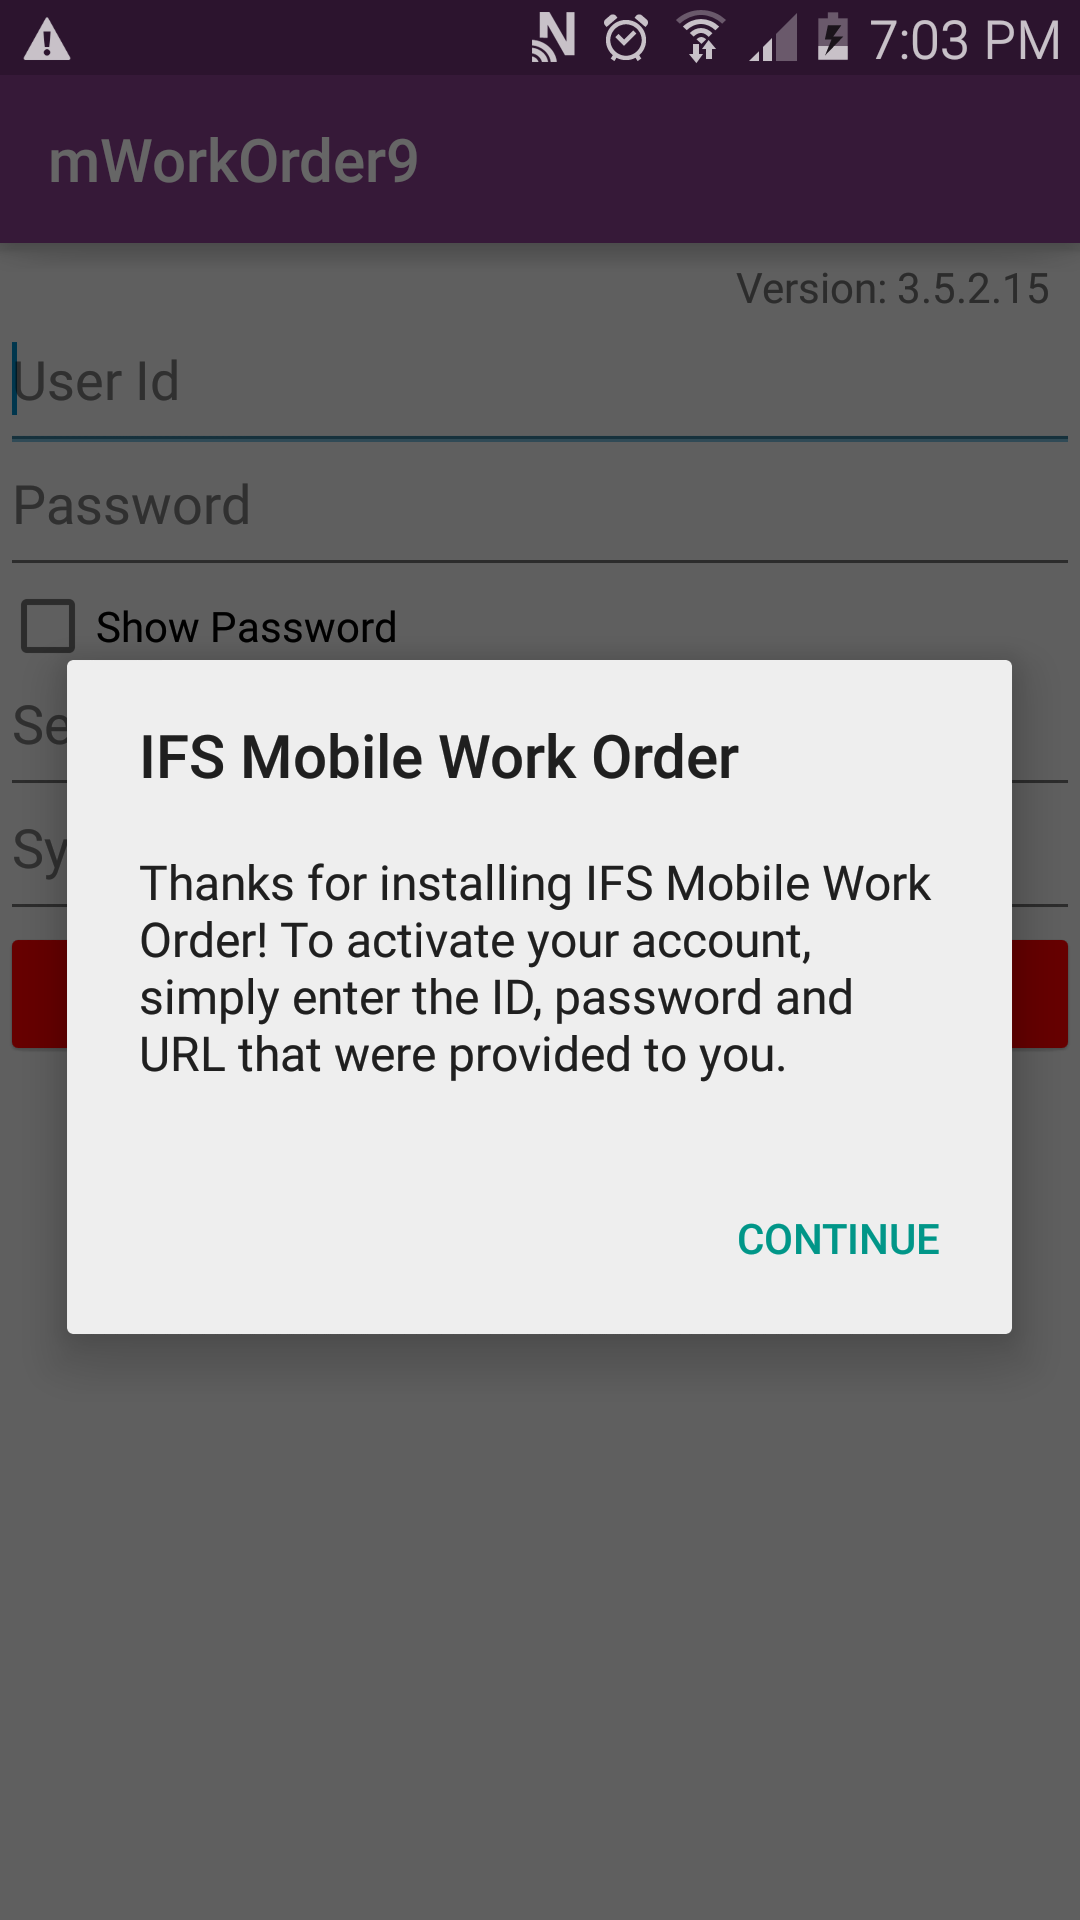 7:03 PM
mWorkOrder9
Version: 3.5.2.15
User Id
Password
Show Password
Se
Sy
IFS Mobile Work Order
Thanks for installing IFS Mobile Work
Order! To activate your account,
simply enter the ID, password and
URL that were provided to you.
CONTINUE